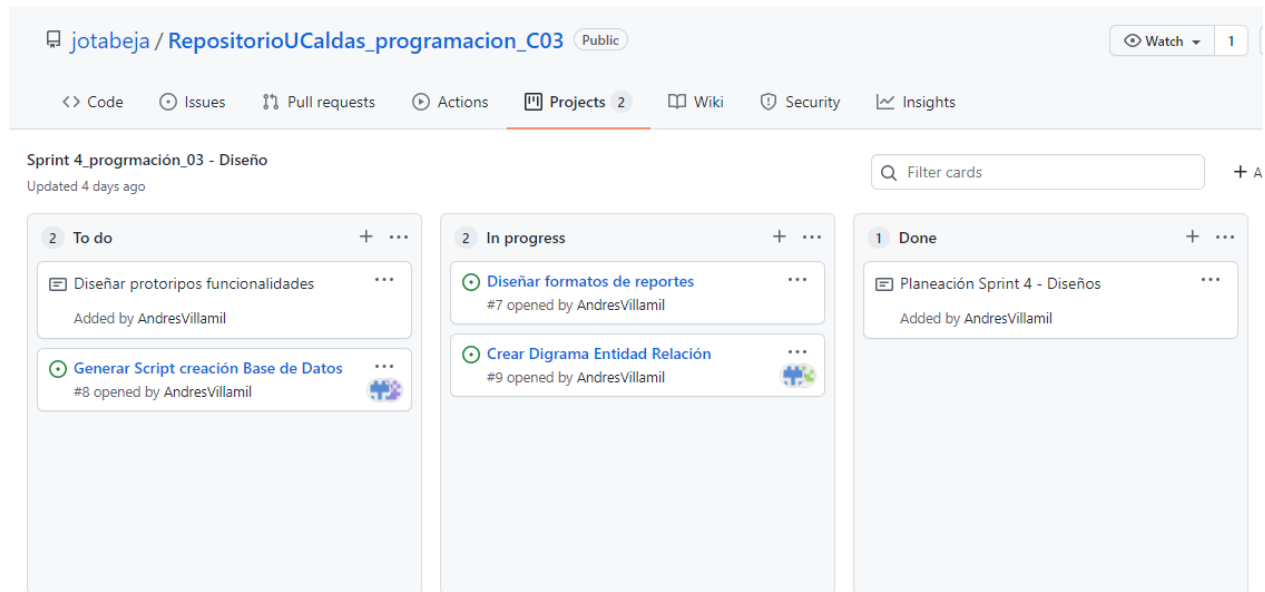 jotabeja / RepositorioUCaldas_programacion_C03 Public
Watch 1
Code Issues Pull requests Actions Projects 2 Wiki Security Insights
Sprint 4_progrmación_03 - Diseño
Updated 4 days ago
Filter cards
+ A
2 To do
Diseñar protoripos funcionalidades
Added by AndresVillamil
Generar Script creación Base de Datos
#8 opened by AndresVillamil
2 In progress
Diseñar formatos de reportes
#7 opened by AndresVillamil
Crear Digrama Entidad Relación
#9 opened by AndresVillamil
1 Done
Planeación Sprint 4 - Diseños
Added by AndresVillamil